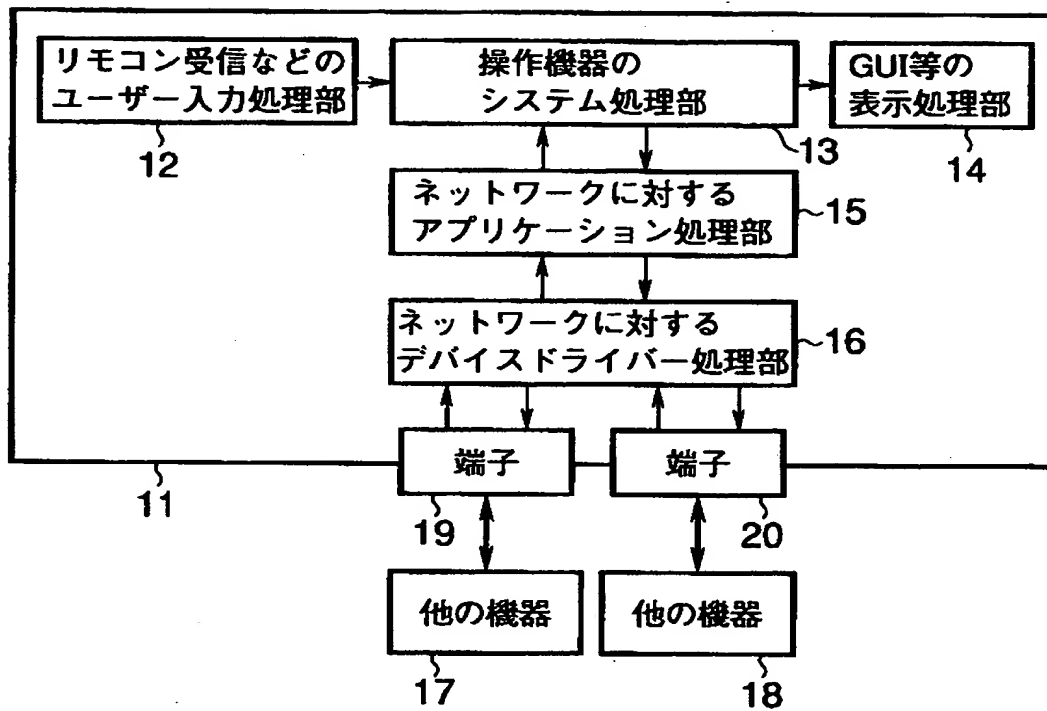 リモコン受信などの
ユーザー入力処理部
12
操作機器の
システム処理部
13
GUI等の
表示処理部
14
ネットワークに対する
アプリケーション処理部
15
ネットワークに対する
デバイスドライバー処理部
16
端子
19
端子
20
11
他の機器
17
他の機器
18